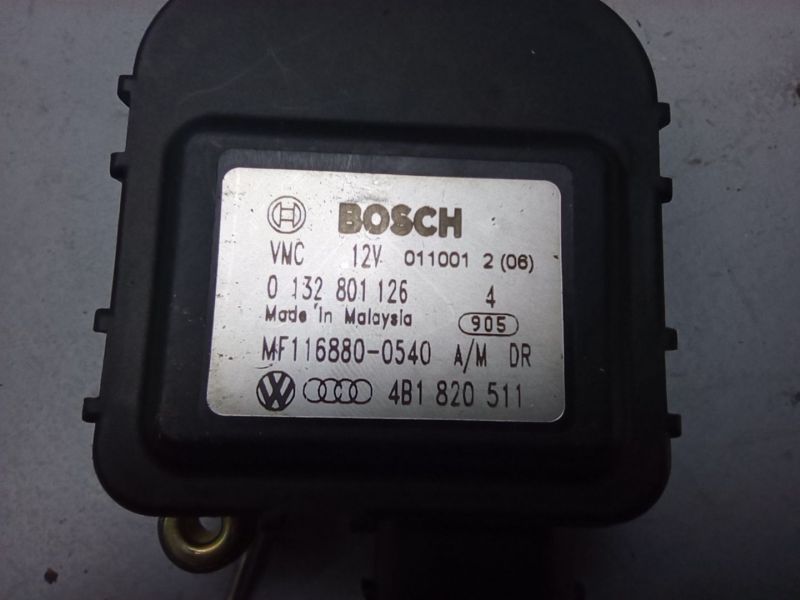 BOSCH
VMC 12V 011001 2 (06)
0 132 801 126 4
Made in Malaysia 905
MF116880-0540 A/M DR
VW 4B1 820 511